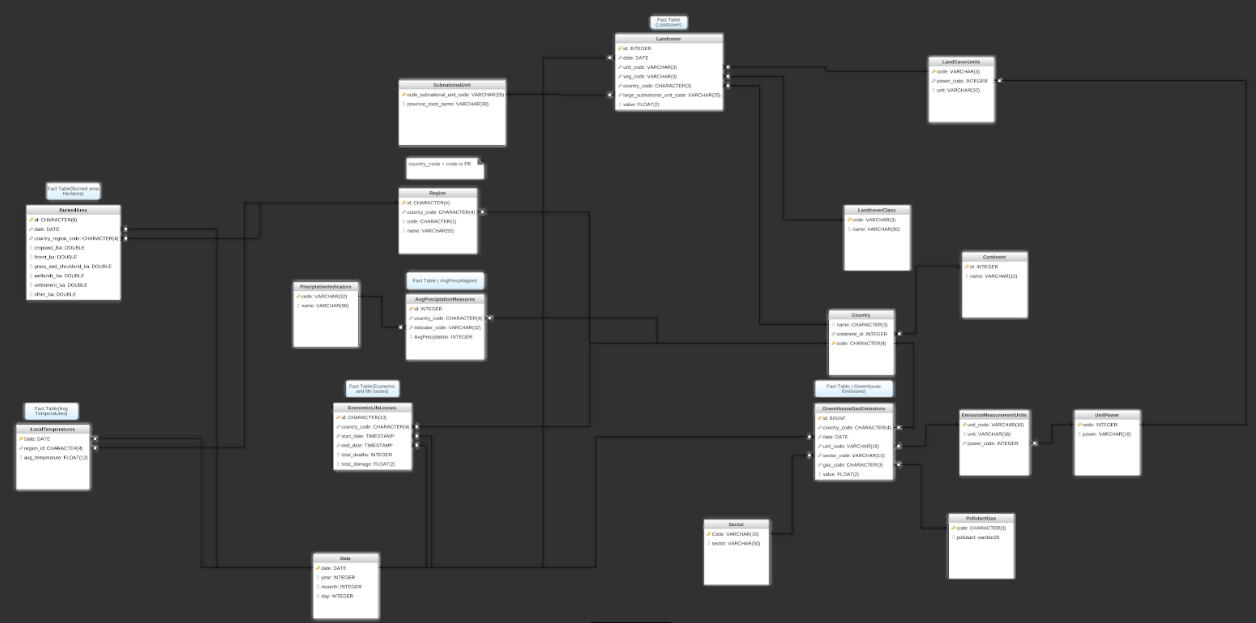 Fact Table
(Landcover)
Landcover
id: INTEGER
date: DATE
unit_code: VARCHAR(3)
veg_code: VARCHAR(3)
country_code: CHARACTER(3)
large_subnational_unit_code: VARCHAR(25)
value: FLOAT(2)
LandCoverUnits
code: VARCHAR(3)
power_code: INTEGER
unit: VARCHAR(32)
SubnationalUnit
code_subnational_unit_code: VARCHAR(25)
province_state_name: VARCHAR(30)
country_code + code is PK
Region
id: CHARACTER(4)
country_code: CHARACTER(4)
code: CHARACTER(1)
name: VARCHAR(55)
Fact Table(Burned area
Hectares)
BurnedArea
id: CHARACTER(8)
date: DATE
country_region_code: CHARACTER(4)
cropland_BA: DOUBLE
forest_ba: DOUBLE
grass_and_shrubland_ba: DOUBLE
wetlands_ba: DOUBLE
settlement_ba: DOUBLE
other_ba: DOUBLE
LandcoverClass
code: VARCHAR(3)
name: VARCHAR(50)
Continent
id: INTEGER
name: VARCHAR(15)
PreciptationIndicators
code: VARCHAR(32)
name: VARCHAR(90)
Fact Table ( AvgPrecipitagion)
AvgPreciptationMeasures
id: INTEGER
country_code: CHARACTER(4)
indicator_code: VARCHAR(32)
AvgPreciptation: INTEGER
Country
name: CHARACTER(3)
continent_id: INTEGER
code: CHARACTER(4)
Fact Table(Economic
and life losses)
EconomicLifeLosses
id: CHARACTER(13)
country_code: CHARACTER(4)
start_date: TIMESTAMP
end_date: TIMESTAMP
total_deaths: INTEGER
total_damage: FLOAT(2)
Fact Table ( Greenhouse
Emissions)
GreenHouseGasEmissions
id: BIGINT
country_code: CHARACTER(4)
date: DATE
unit_code: VARCHAR(16)
sector_code: VARCHAR(10)
gas_code: CHARACTER(3)
value: FLOAT(2)
EmissionMeasurementUnits
unit_code: VARCHAR(16)
unit: VARCHAR(16)
power_code: INTEGER
UnitPower
code: INTEGER
power: VARCHAR(16)
Fact Table(Avg
Temperatures)
LocalTemperatures
Date: DATE
region_id: CHARACTER(4)
avg_temperature: FLOAT(12)
Sector
Code: VARCHAR(10)
sector: VARCHAR(50)
PollutantGas
code: CHARACTER(3)
pollutant: varchar20
Date
date: DATE
year: INTEGER
month: INTEGER
day: INTEGER